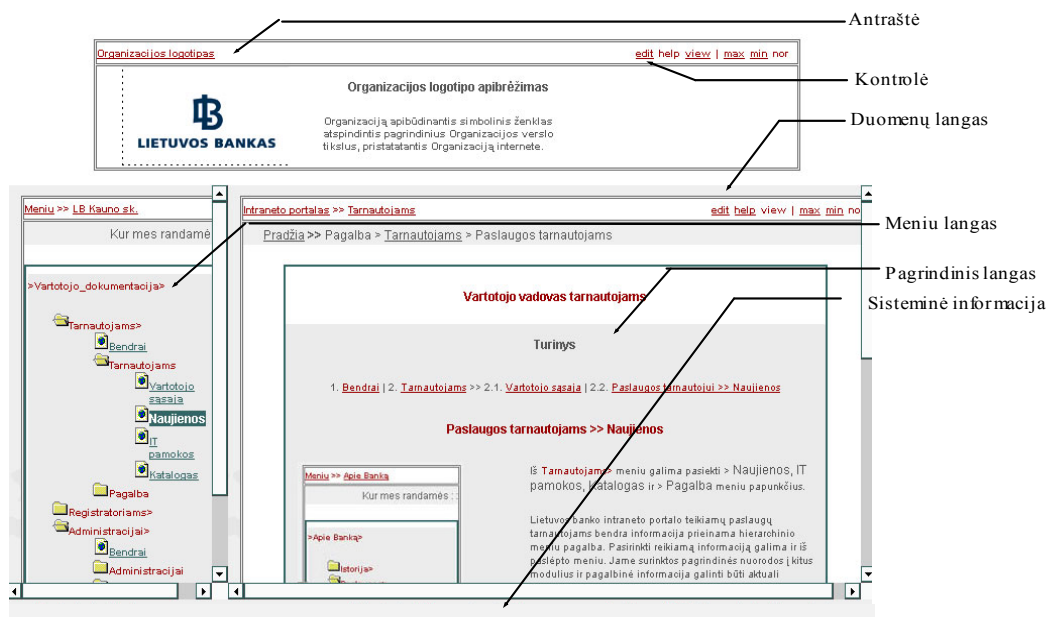 Antraštė
Organizacijos logotipas
edit help view | max min nor
Organizacijos logotipo apibrėžimas
Kontrolė
LIETUVOS BANKAS
Organizaciją apibūdinantis simbolinis ženklas
atspindintis pagrindinius Organizacijos verslo
tikslus, pristatatantis Organizaciją internete.
Duomenų langas
Meniu >> LB Kauno sk.
Kur mes randamė
>Vartotojo_dokumentacija>
Tarnautojams>
Bendrai
Tarnautojams
Vartotojo
sąsaja
Naujienos
IT
pamokos
Katalogas
Pagalba
Registratoriams>
Administracijai>
Bendrai
Administracijai
Intraneto portalas >> Tarnautojams
edit help view | max min no
Meniu langas
Pradžia >> Pagalba > Tarnautojams > Paslaugos tarnautojams
Pagrindinis langas
Sisteminė informacija
Vartotojo vadovas tarnautojams
Turinys
1. Bendrai | 2. Tarnautojams >> 2.1. Vartotojo sąsaja | 2.2. Paslaugos tarnautojui >> Naujienos
Paslaugos tarnautojams >> Naujienos
Meniu >> Apie Banką
Kur mes randamės : :
>Apie Banką>
Istorija>
Iš Tarnautojams> meniu galima pasiekti > Naujienos, IT
pamokos, Katalogas ir > Pagalba meniu papunkčius.
Lietuvos banko intraneto portalo teikiamų paslaugų
tarnautojams bendra informacija prieinama hierarchinio
meniu pagalba. Pasirinkti reikiamą informaciją galima ir iš
paslėpto meniu. Jame surinktos pagrindinės nuorodos į kitus
modulius ir pagalbinė informacija galinti būti aktuali